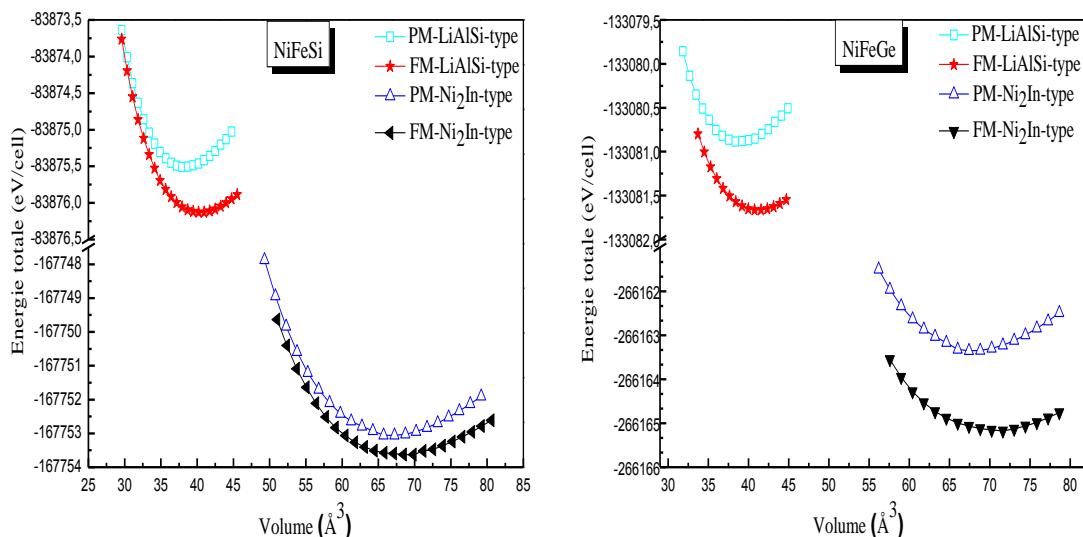 NiFeSi
PM-LiAlSi-type
FM-LiAlSi-type
PM-Ni2In-type
FM-Ni2In-type
Energie totale (eV/cell)
-83873,5
-83874,0
-83874,5
-83875,0
-83875,5
-83876,0
-83876,5
-167748
-167749
-167750
-167751
-167752
-167753
-167754
25 30 35 40 45 50 55 60 65 70 75 80 85
Volume (Å3)
NiFeGe
PM-LiAlSi-type
FM-LiAlSi-type
PM-Ni2In-type
FM-Ni2In-type
Energie totale (eV/cell)
-133079,5
-133080,0
-133080,5
-133081,0
-133081,5
-133082,0
-266162
-266163
-266164
-266165
-266166
30 35 40 45 50 55 60 65 70 75 80
Volume (Å3)